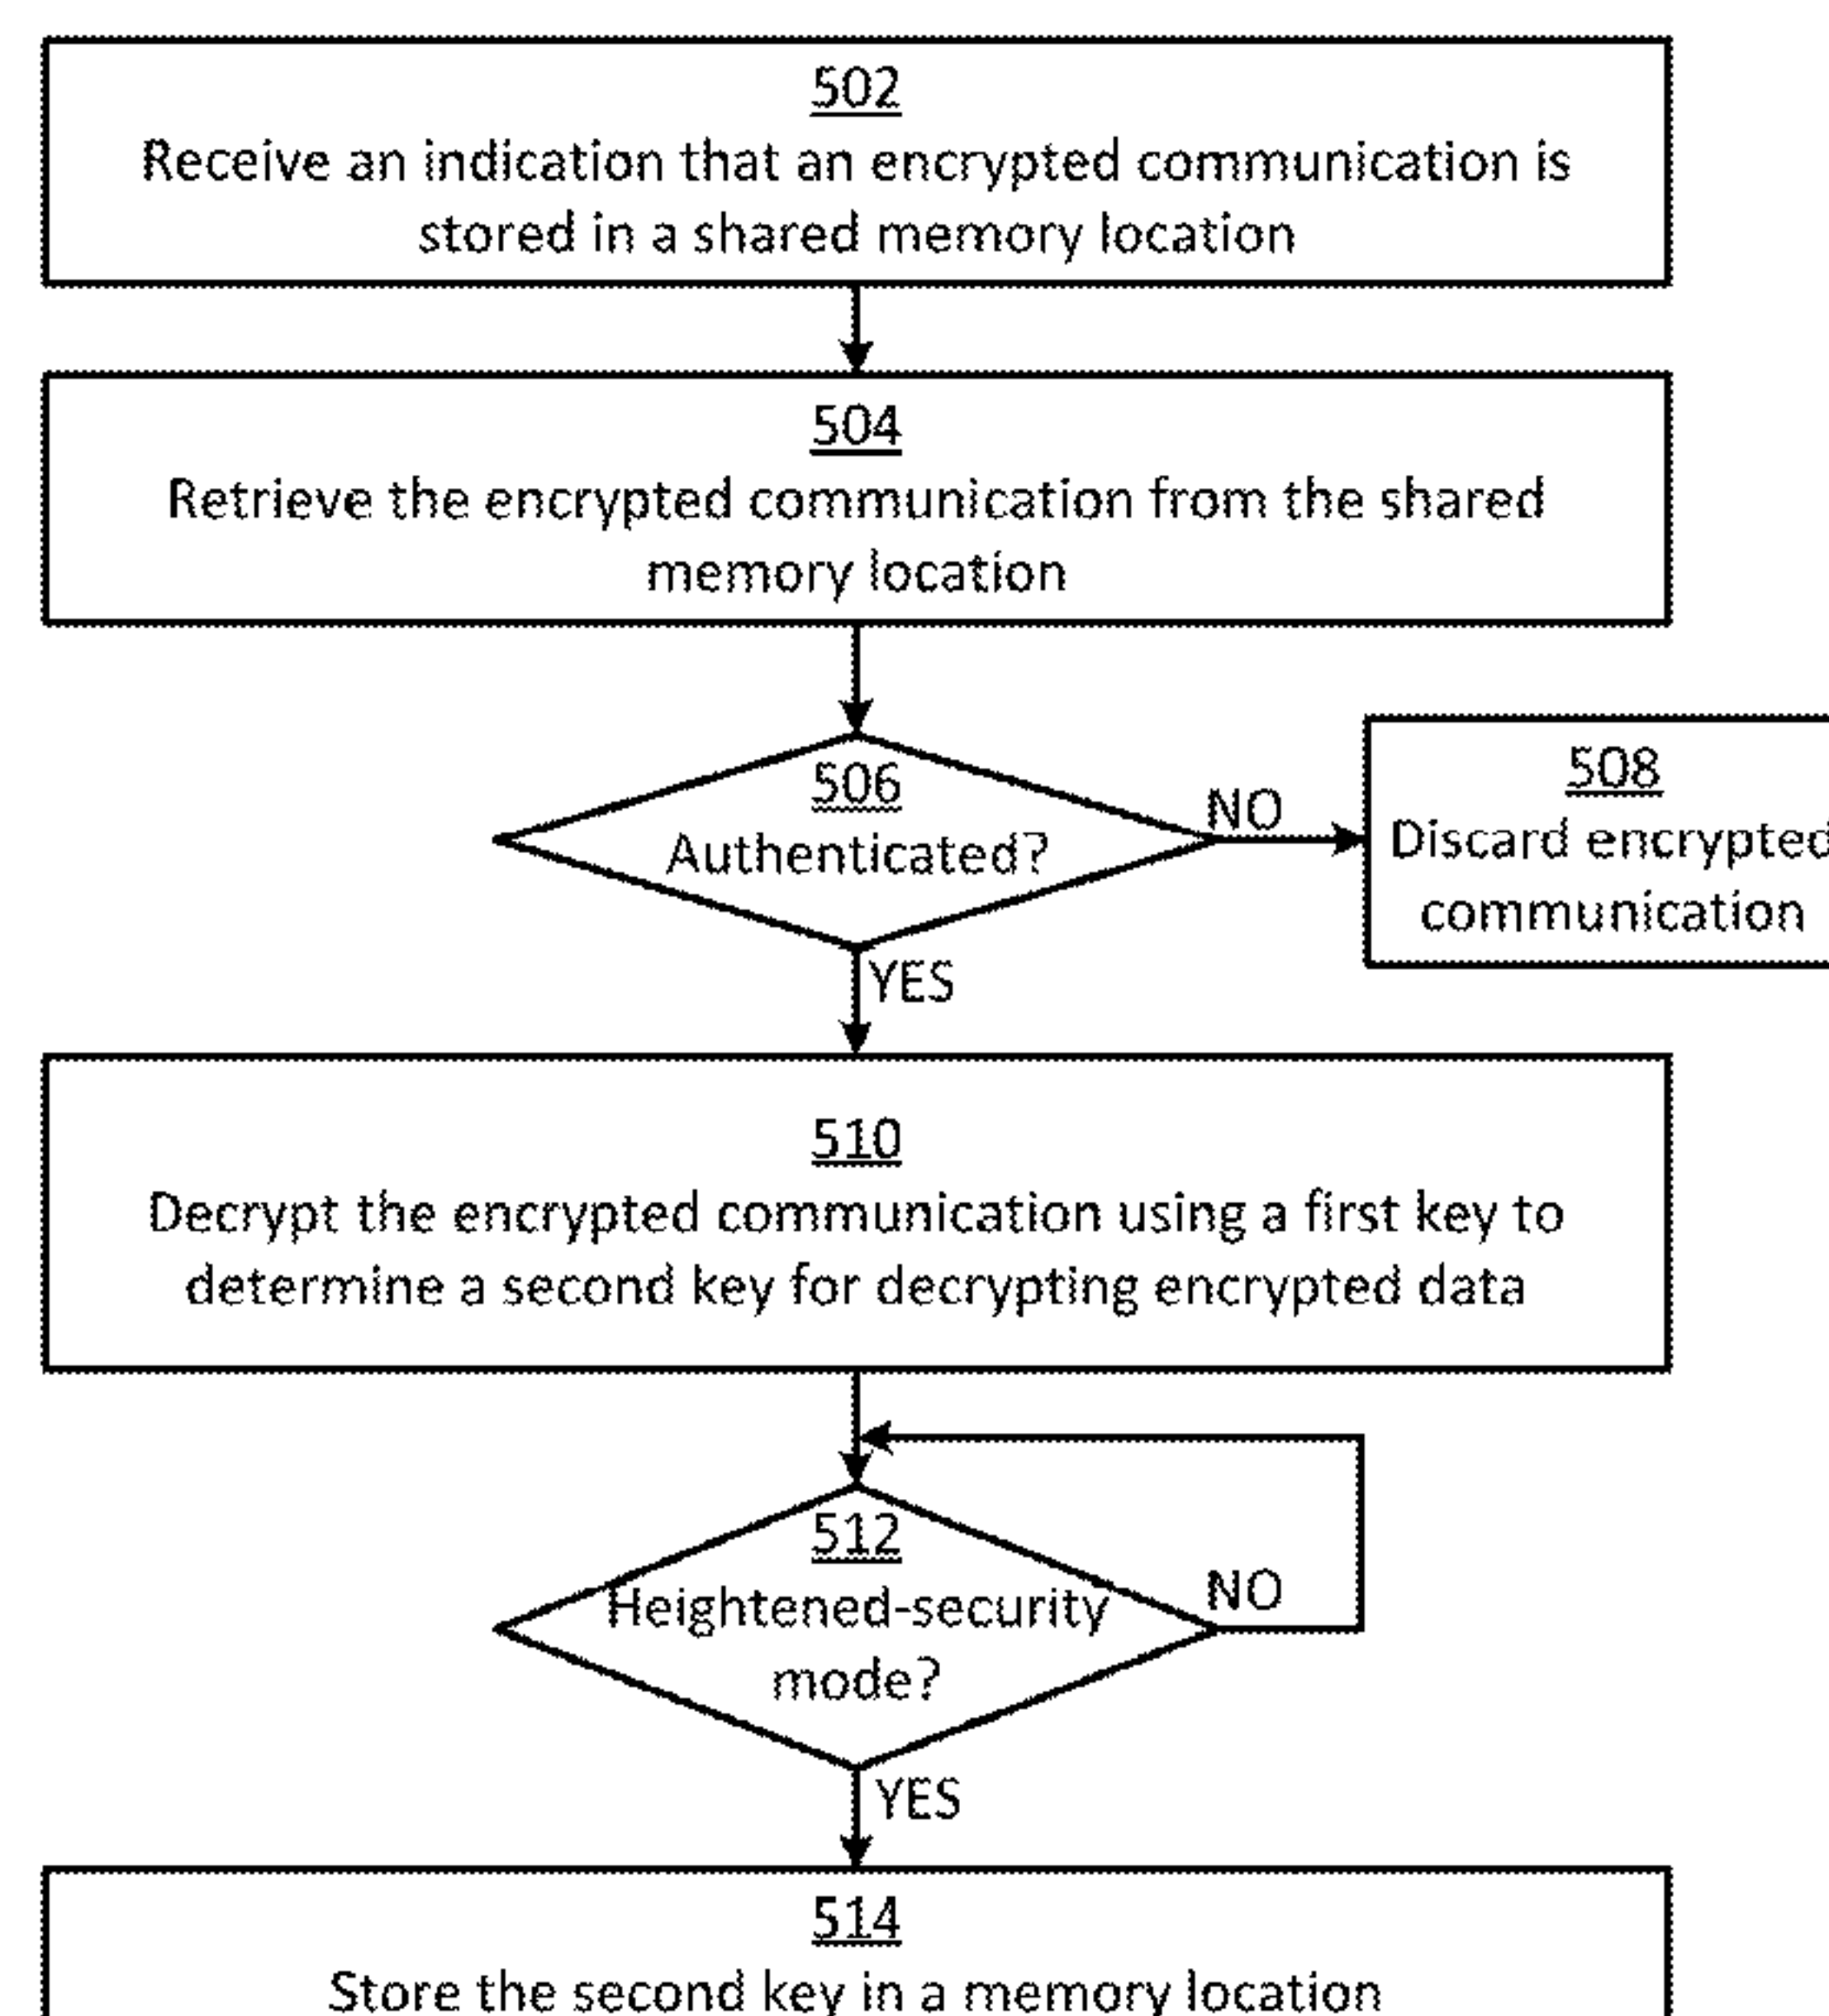 502
Receive an indication that an encrypted communication is
stored in a shared memory location
504
Retrieve the encrypted communication from the shared
memory location
506
Authenticated?
NO
508
Discard encrypted
communication
YES
510
Decrypt the encrypted communication using a first key to
determine a second key for decrypting encrypted data
512
Heightened-security
mode?
NO
YES
514
Store the second key in a memory location